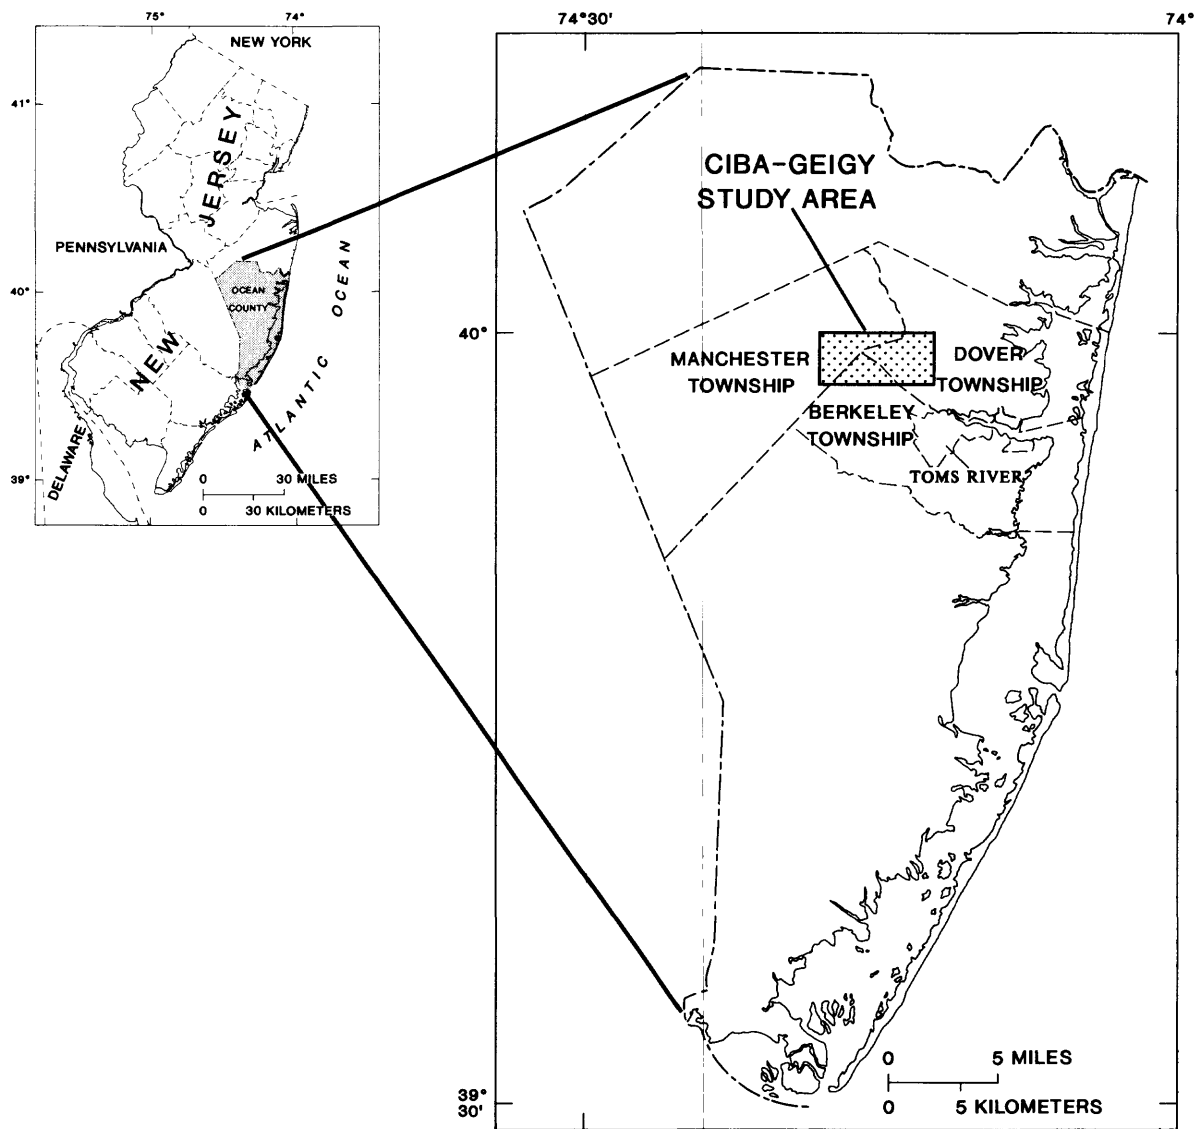 75°
74°
NEW YORK
41°
JERSEY
PENNSYLVANIA
40°
OCEAN
COUNTY
NEW
ATLANTIC OCEAN
DELAWARE
39°
0 30 MILES
0 30 KILOMETERS
74°30'
74°
CIBA-GEIGY
STUDY AREA
40°
MANCHESTER
TOWNSHIP
DOVER
TOWNSHIP
BERKELEY
TOWNSHIP
TOMS RIVER
39°
30'
0 5 MILES
0 5 KILOMETERS